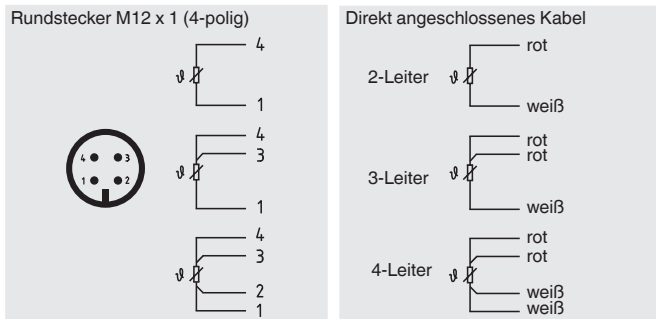 Rundstecker M12 x 1 (4-polig)
4
ϑ
1
4
3
ϑ
1
4 3
1 2
4
3
ϑ
2
1
Direkt angeschlossenes Kabel
rot
2-Leiter ϑ
weiß
rot
rot
3-Leiter ϑ
weiß
rot
rot
4-Leiter ϑ
weiß
weiß